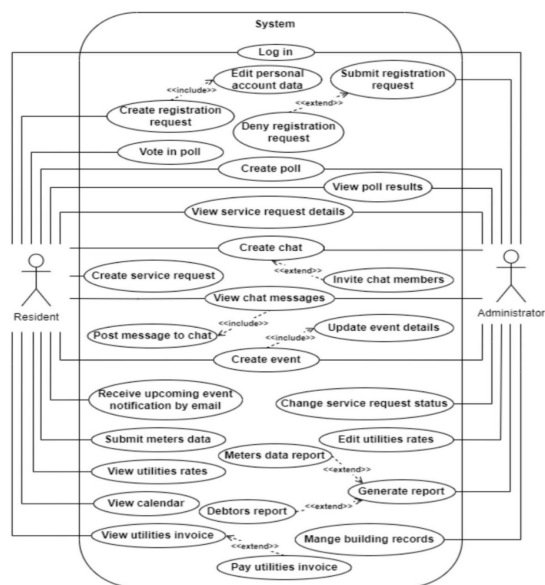 System
Log in
Edit personal
account data
Submit registration
request
<<include>>
<<extend>>
Create registration
request
Deny registration
request
Vote in poll
Create poll
View poll results
View service request details
Create chat
<<extend>>
Create service request
Invite chat members
View chat messages
Resident
Administrator
<<include>>
<<include>>
Post message to chat
Update event details
Create event
Receive upcoming event
notification by email
Change service request status
Submit meters data
Edit utilities rates
Meters data report
<<extend>>
View utilities rates
Generate report
View calendar
<<extend>>
Debtors report
View utilities invoice
<<extend>>
Mange building records
Pay utilities invoice